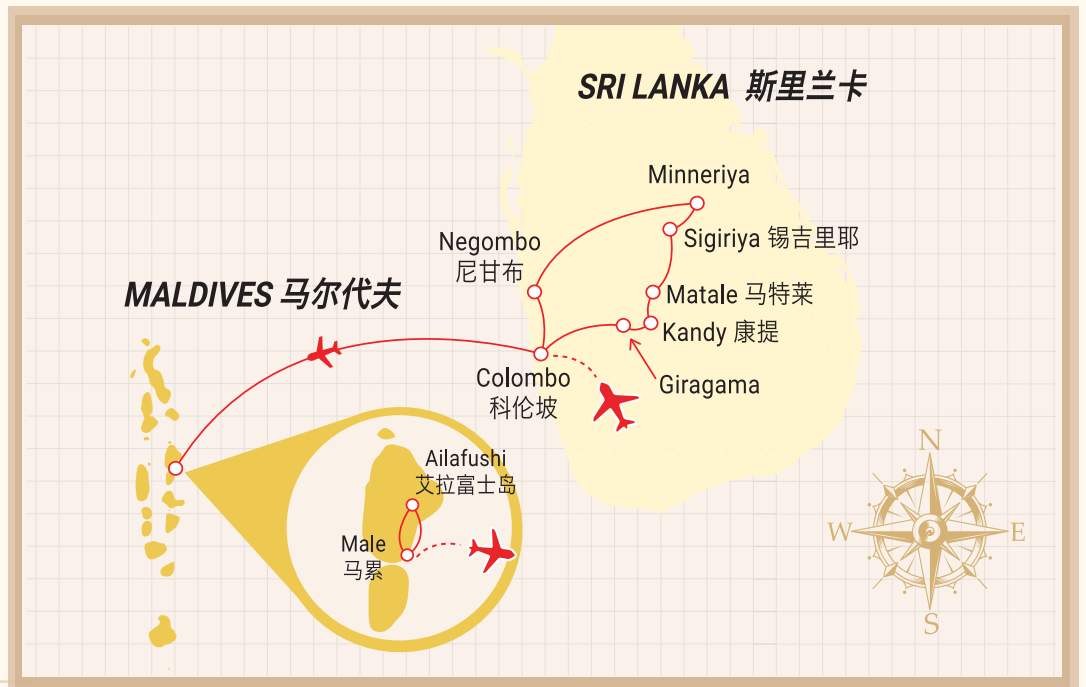 SRI LANKA 斯里兰卡
Minneriya
Sigiriya 锡吉里耶
Negombo
尼甘布
MALDIVES 马尔代夫
Matale 马特莱
Kandy 康提
Colombo
科伦坡
Giragama
Ailafushi
艾拉富士岛
Male
马累
N
W
E
S